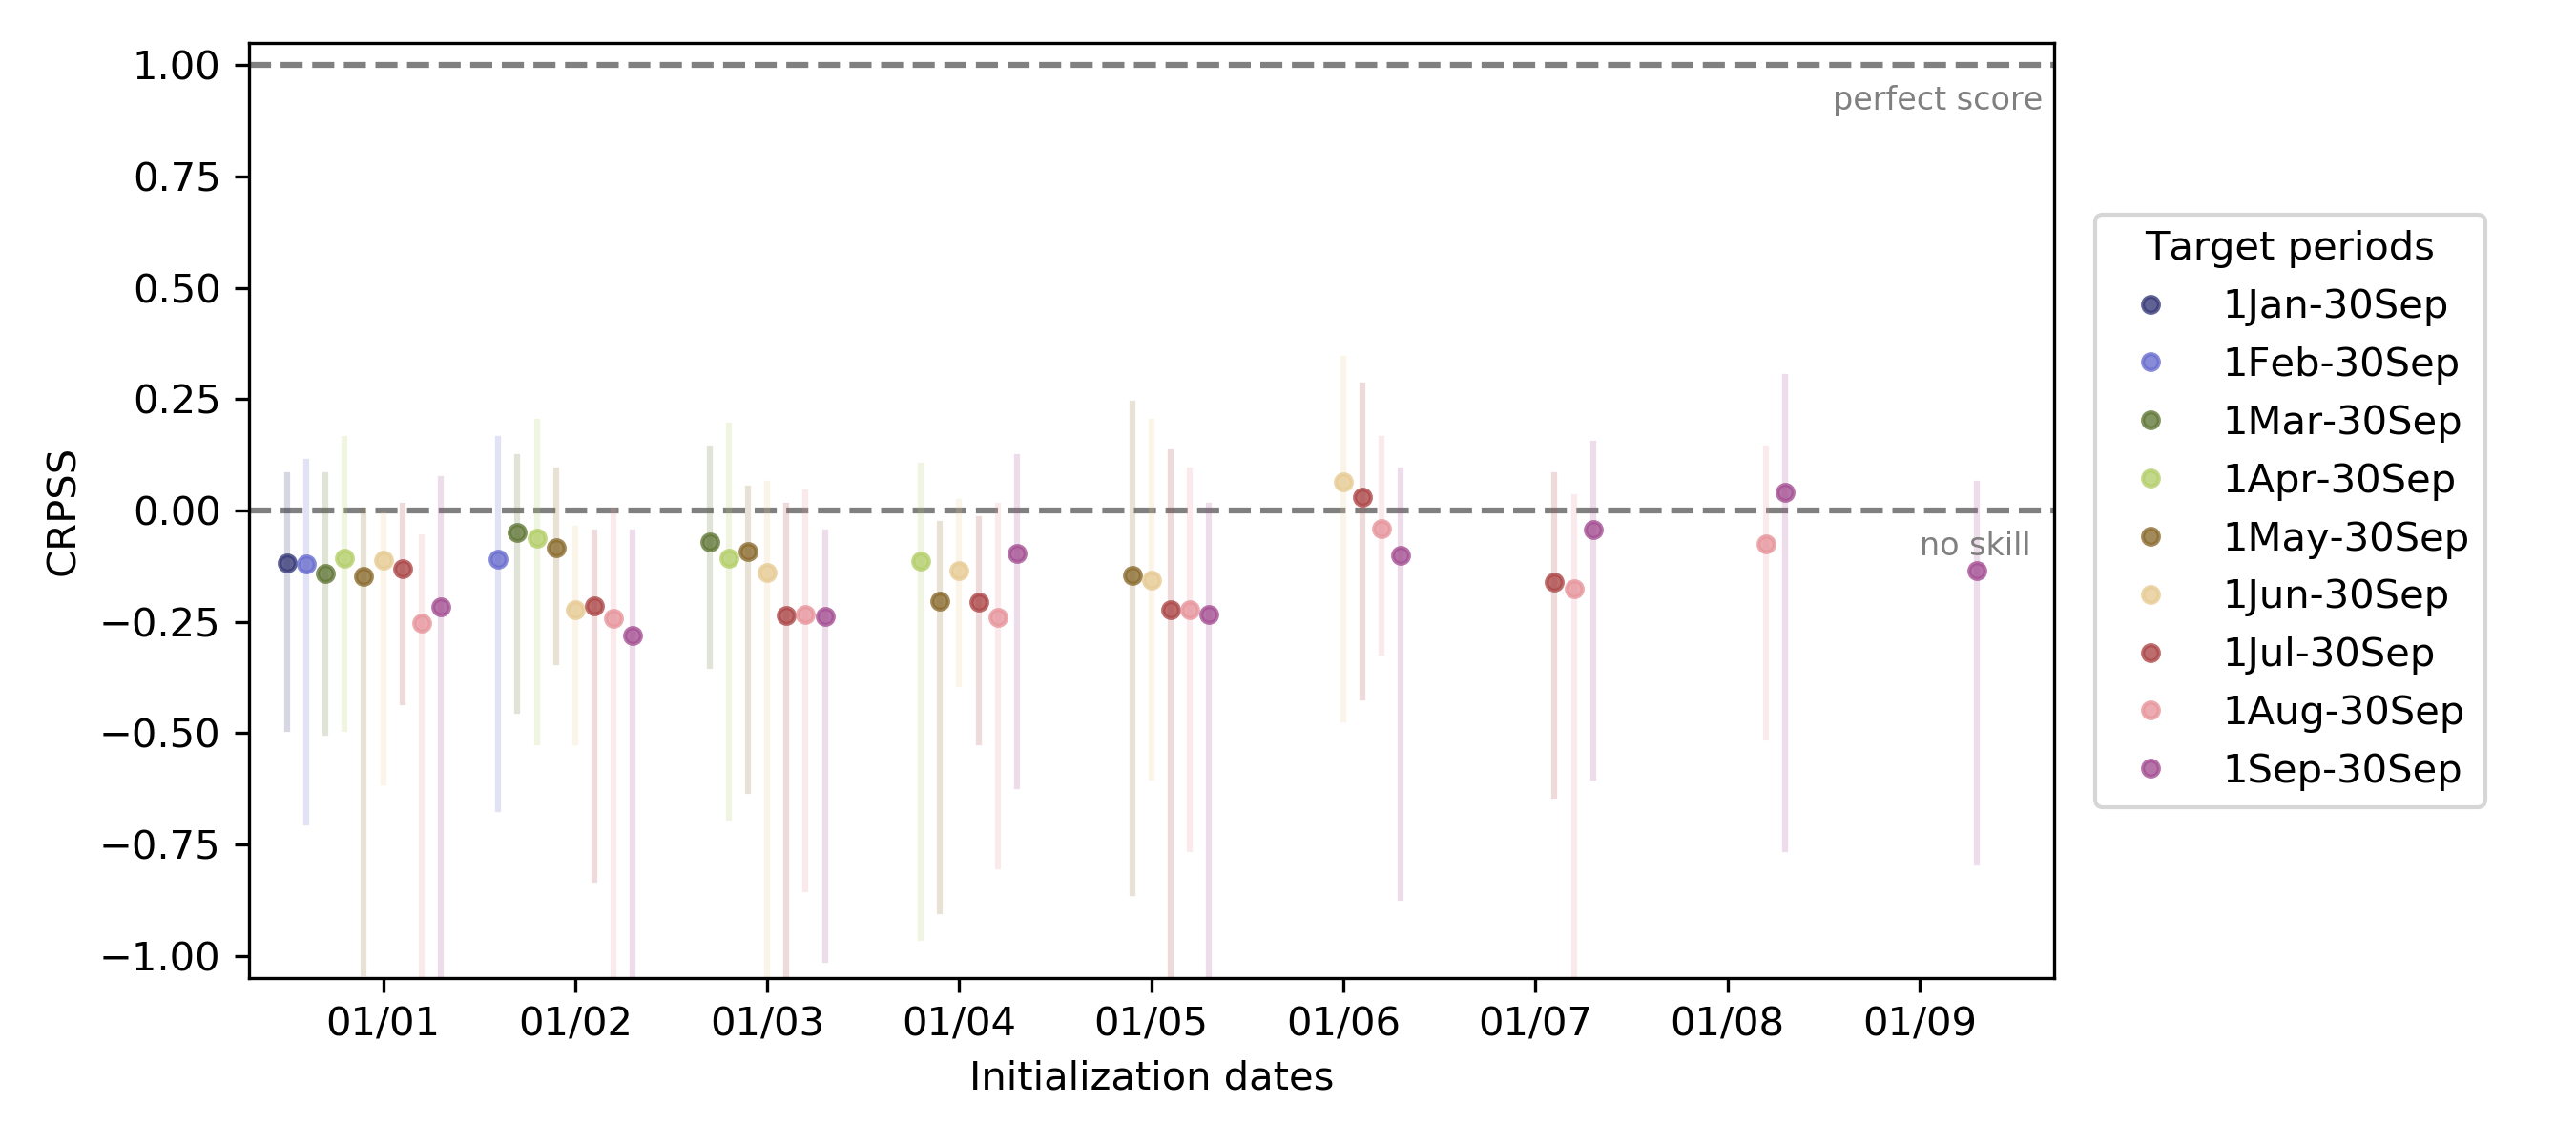 1.00
0.75
0.50
0.25
0.00
−0.25
−0.50
−0.75
−1.00
CRPSS
perfect score
no skill
01/01 01/02 01/03 01/04 01/05 01/06 01/07 01/08 01/09
Initialization dates
Target periods
1Jan-30Sep
1Feb-30Sep
1Mar-30Sep
1Apr-30Sep
1May-30Sep
1Jun-30Sep
1Jul-30Sep
1Aug-30Sep
1Sep-30Sep